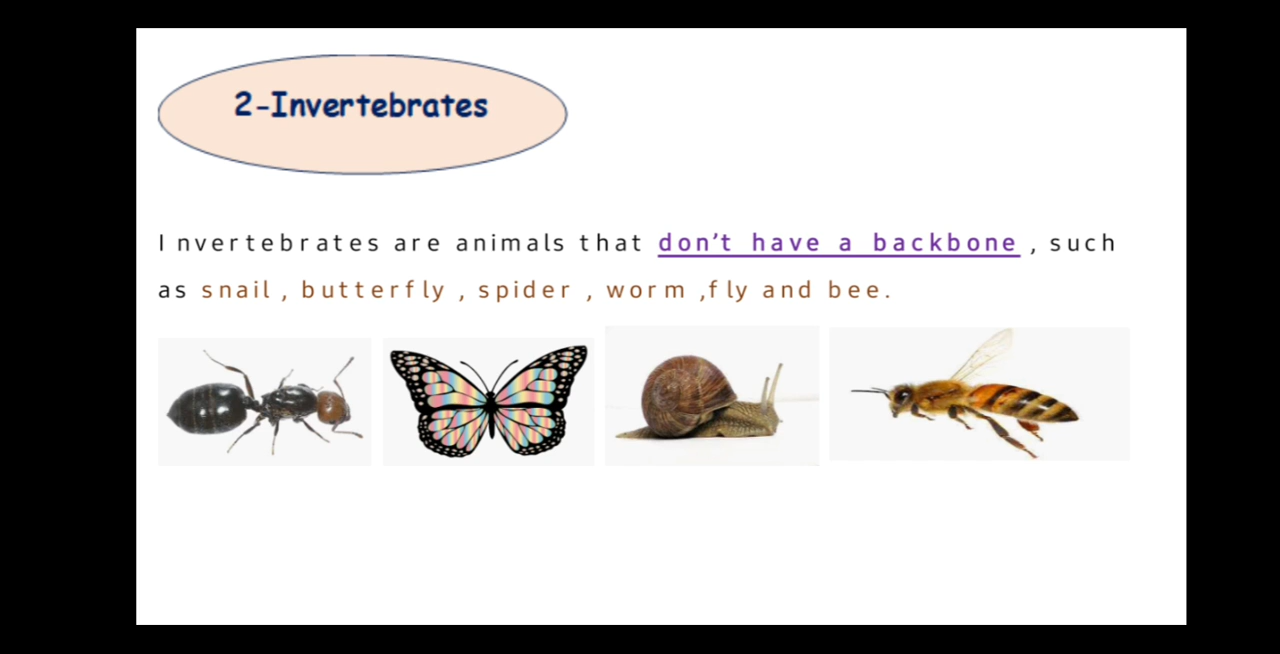 2-Invertebrates
Invertebrates are animals that don't have a backbone , such
as snail , butterfly , spider , worm ,fly and bee.